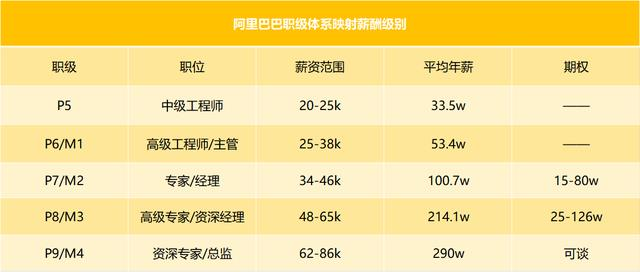 阿里巴巴职级体系映射薪酬级别
职级 职位 薪资范围 平均年薪 期权
P5 中级工程师 20-25k 33.5w ——
P6/M1 高级工程师/主管 25-38k 53.4w ——
P7/M2 专家/经理 34-46k 100.7w 15-80w
P8/M3 高级专家/资深经理 48-65k 214.1w 25-126w
P9/M4 资深专家/总监 62-86k 290w 可谈